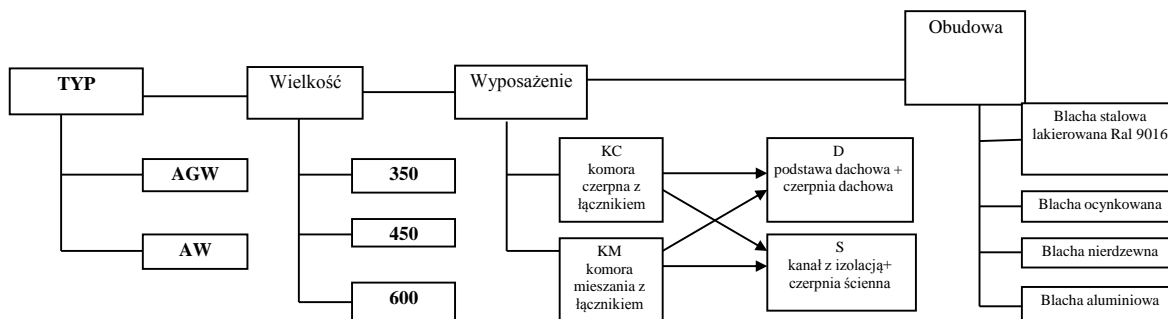 TYP
AGW
AW
Wielkość
350
450
600
Wyposażenie
KC
komora
czerpna z
łącznikiem
KM
komora
mieszania z
łącznikiem
D
podstawa dachowa +
czerpnia dachowa
S
kanał z izolacją+
czerpnia ścienna
Obudowa
Blacha stalowa
lakierowana Ral 9016
Blacha ocynkowana
Blacha nierdzewna
Blacha aluminiowa